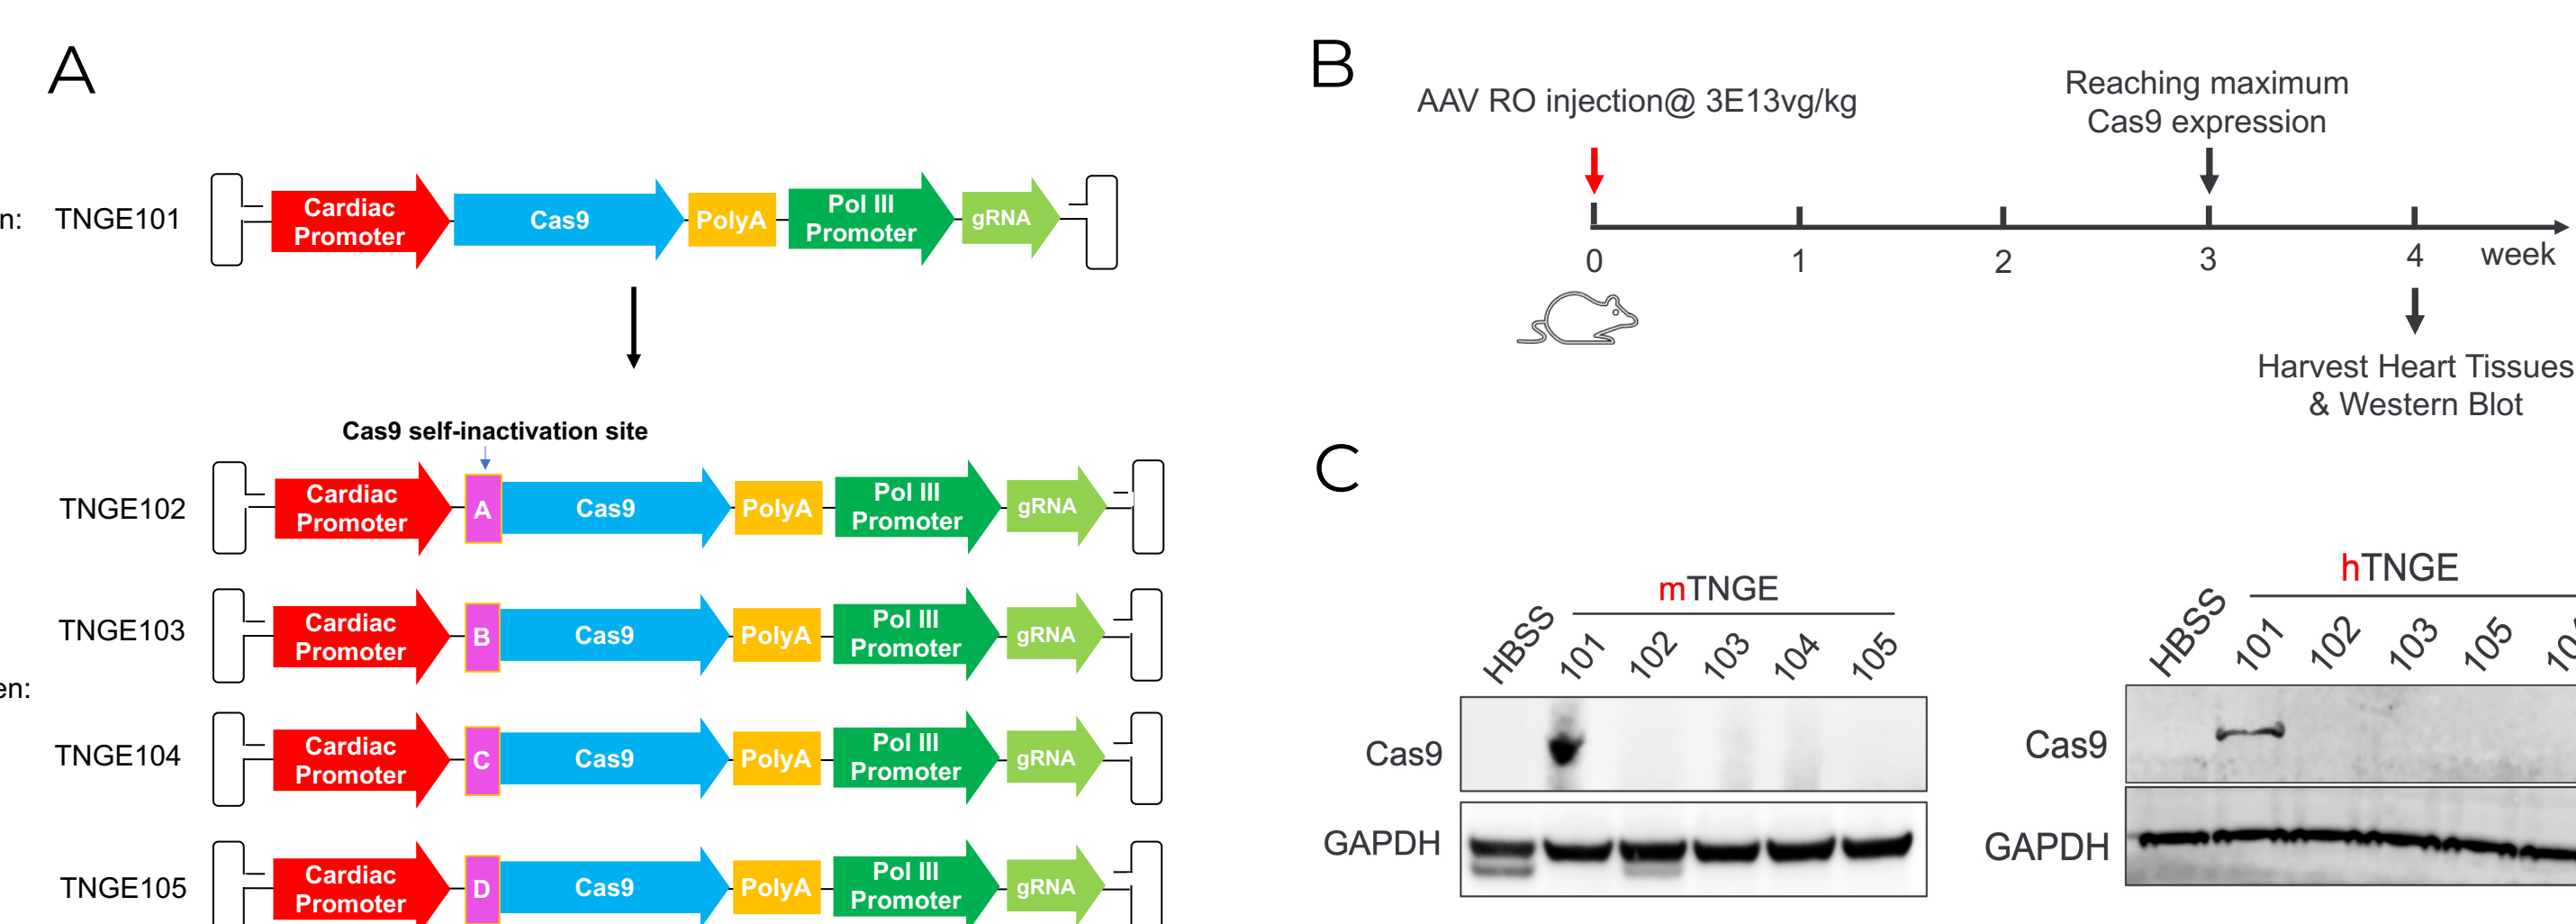 A
n:
TNGE101
Cardiac
Promoter
Cas9
PolyA
Pol III
Promoter
gRNA
Cas9 self-inactivation site
TNGE102
Cardiac
Promoter
A
Cas9
PolyA
Pol III
Promoter
gRNA
TNGE103
Cardiac
Promoter
B
Cas9
PolyA
Pol III
Promoter
gRNA
en:
TNGE104
Cardiac
Promoter
C
Cas9
PolyA
Pol III
Promoter
gRNA
TNGE105
Cardiac
Promoter
D
Cas9
PolyA
Pol III
Promoter
gRNA
B
AAV RO injection@ 3E13vg/kg
Reaching maximum
Cas9 expression
0 1 2 3 4 week
Harvest Heart Tissues
& Western Blot
C
mTNGE
HBSS 101 102 103 104 105
Cas9
GAPDH
hTNGE
HBSS 101 102 103 105
Cas9
GAPDH